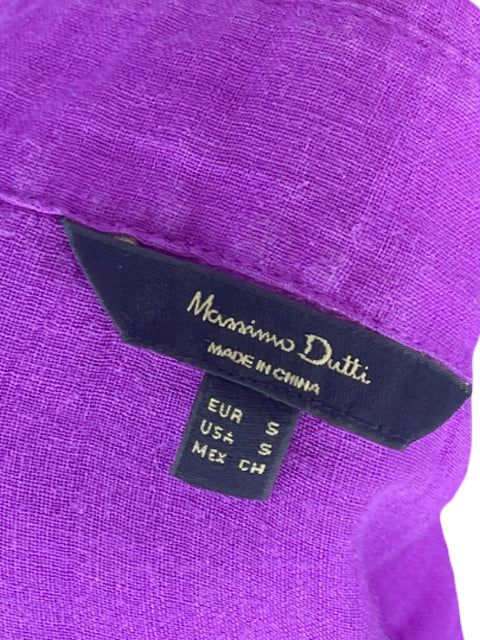 Massimo Dutti
MADE IN CHINA
EUR S
USA S
MEX CH